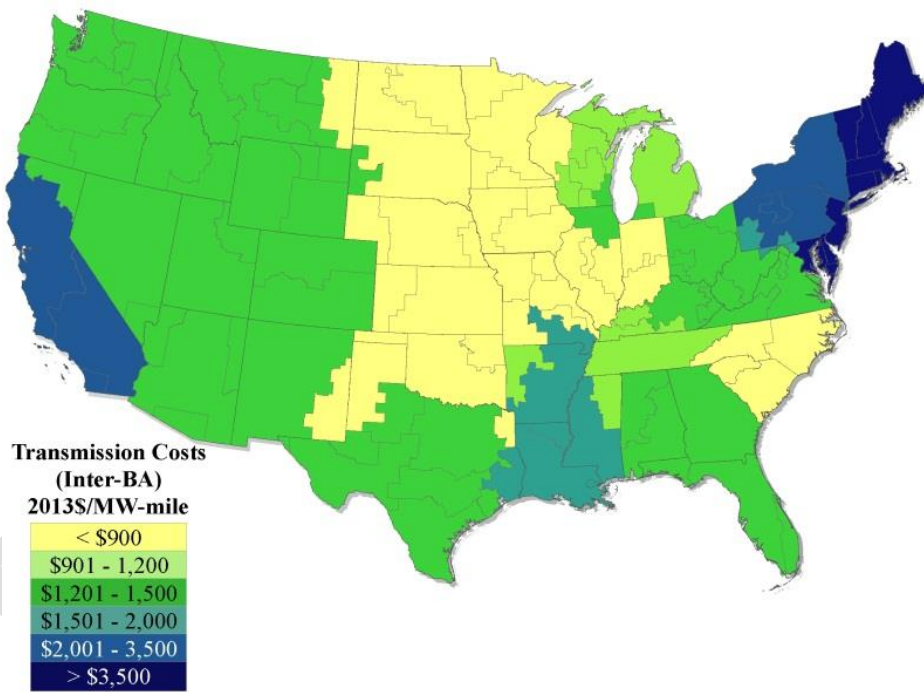 Transmission Costs
(Inter-BA)
2013$/MW-mile
< $900
$901 - 1,200
$1,201 - 1,500
$1,501 - 2,000
$2,001 - 3,500
> $3,500